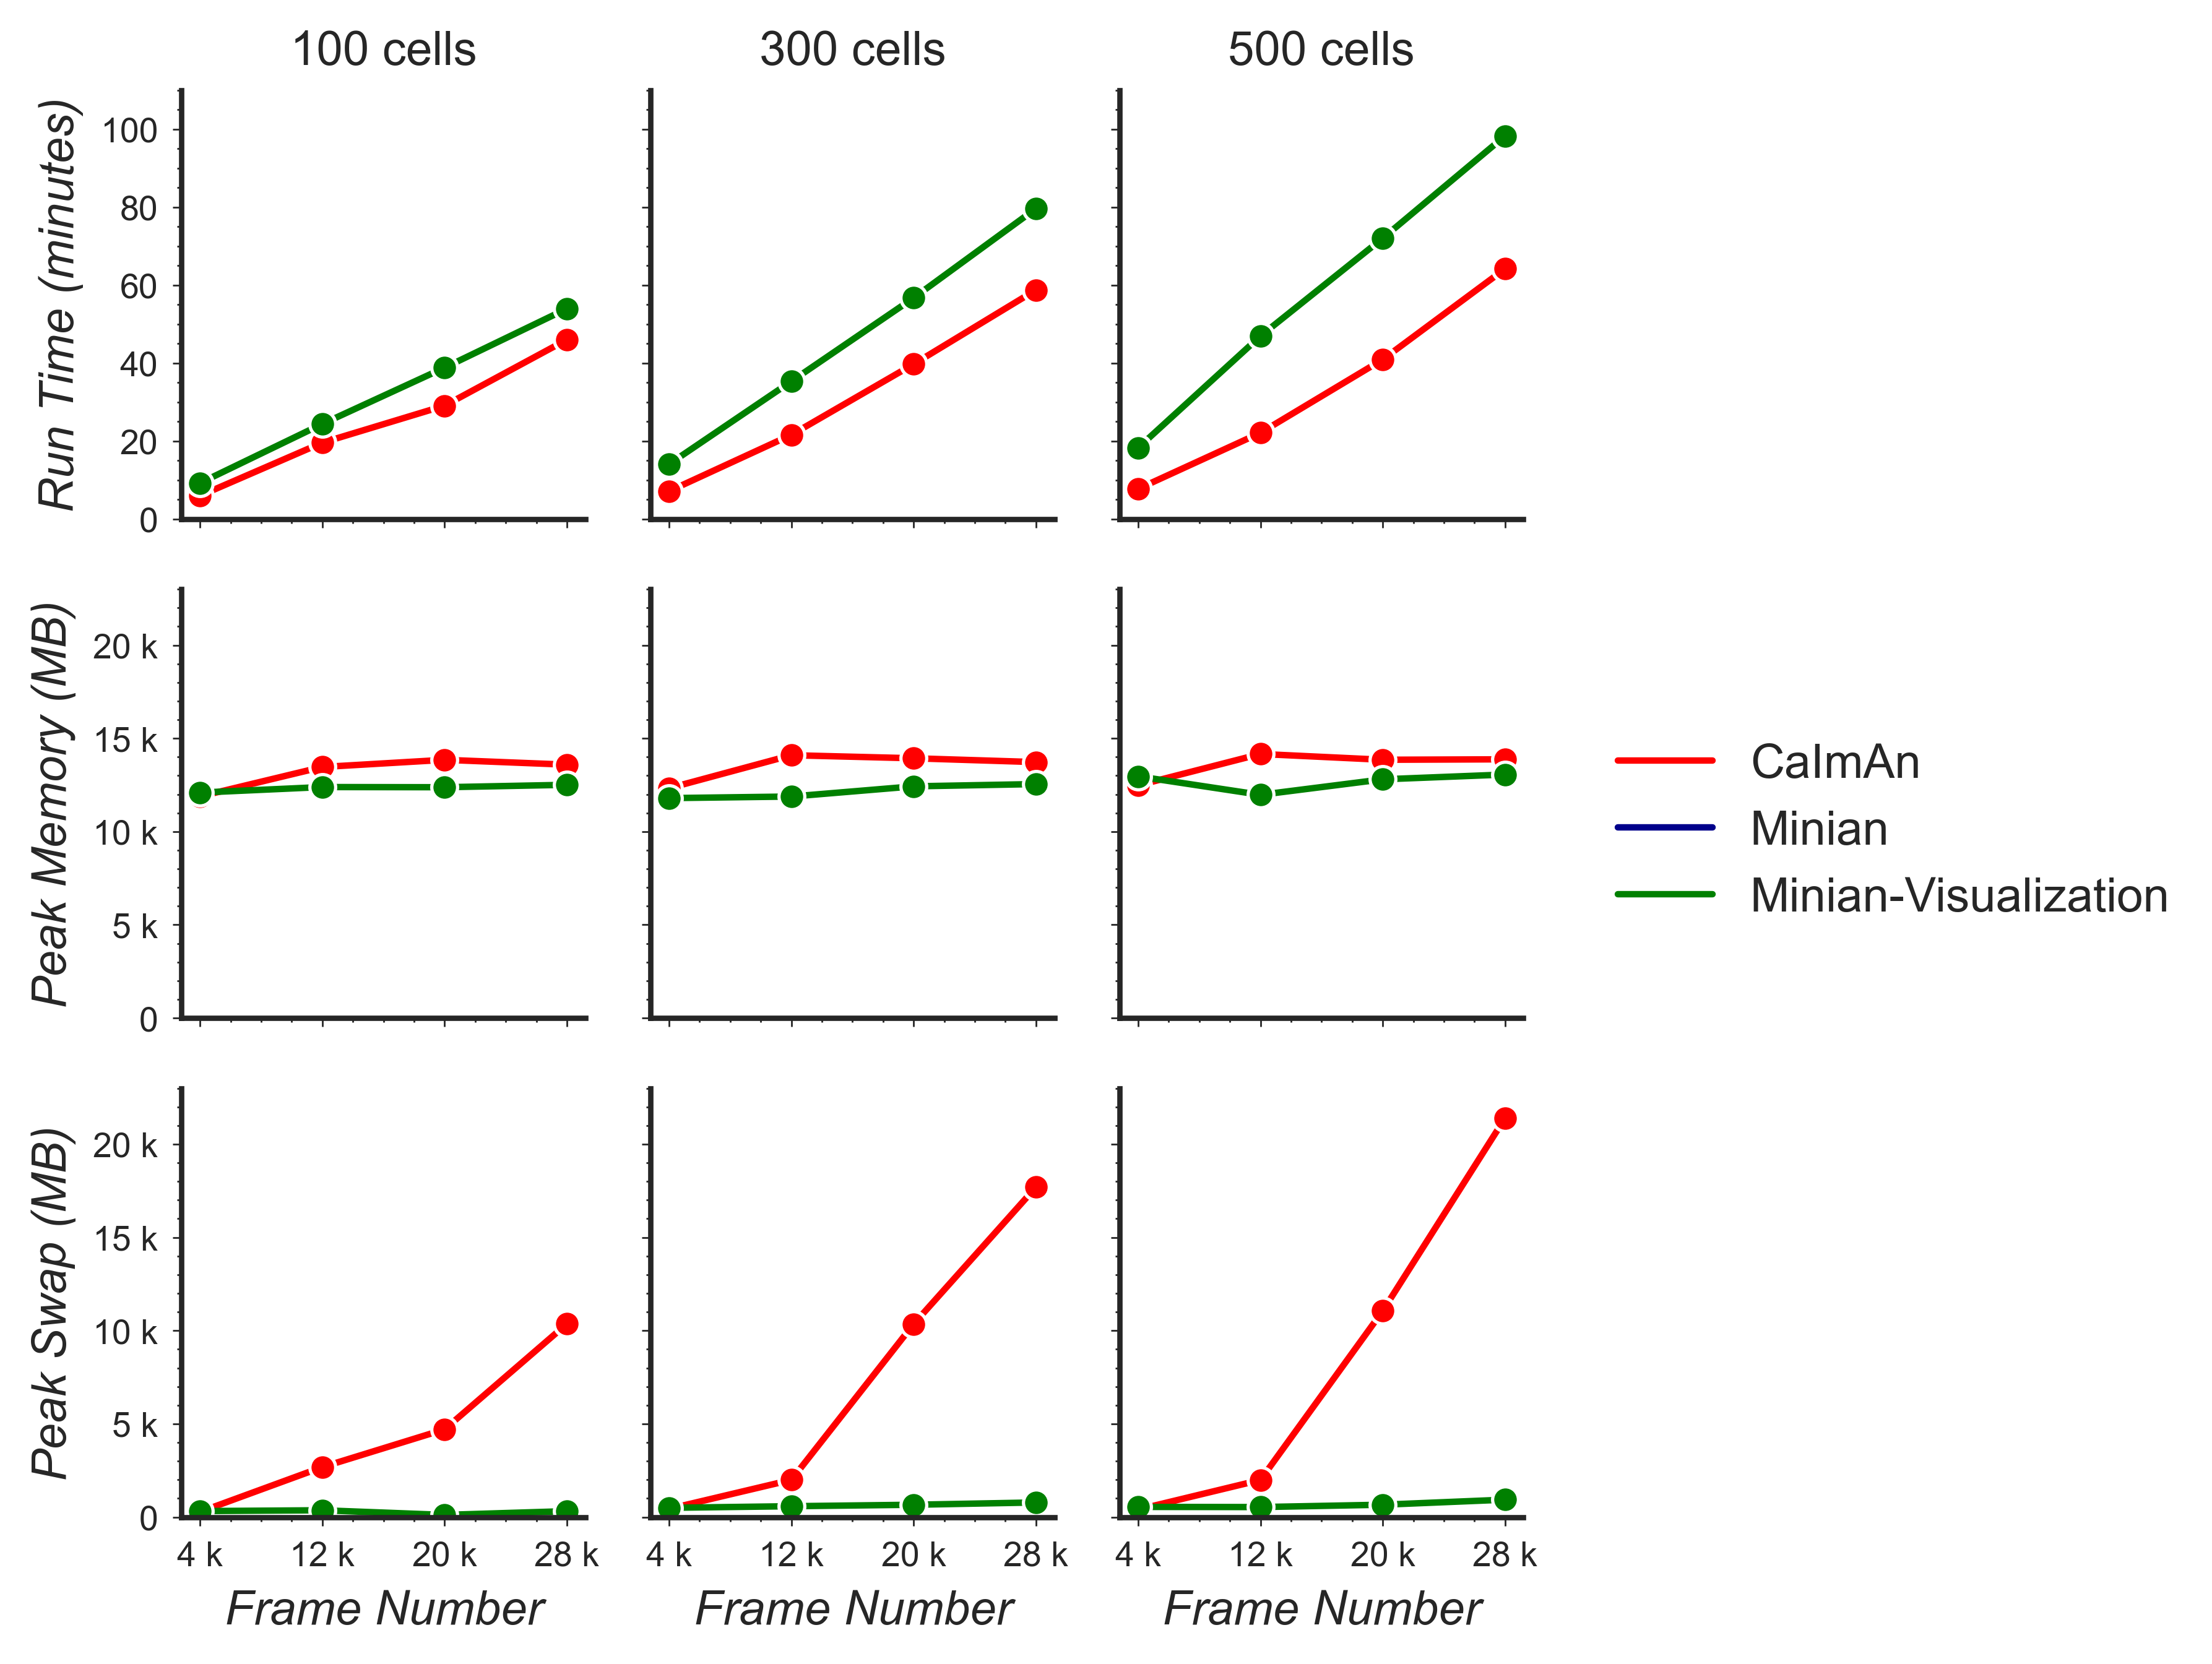 100 cells
300 cells
500 cells
Run Time (minutes)
100
80
60
40
20
0
Peak Memory (MB)
20 k
15 k
10 k
5 k
0
CaImAn
Minian
Minian-Visualization
Peak Swap (MB)
20 k
15 k
10 k
5 k
0
4 k
12 k
20 k
28 k
4 k
12 k
20 k
28 k
4 k
12 k
20 k
28 k
Frame Number
Frame Number
Frame Number